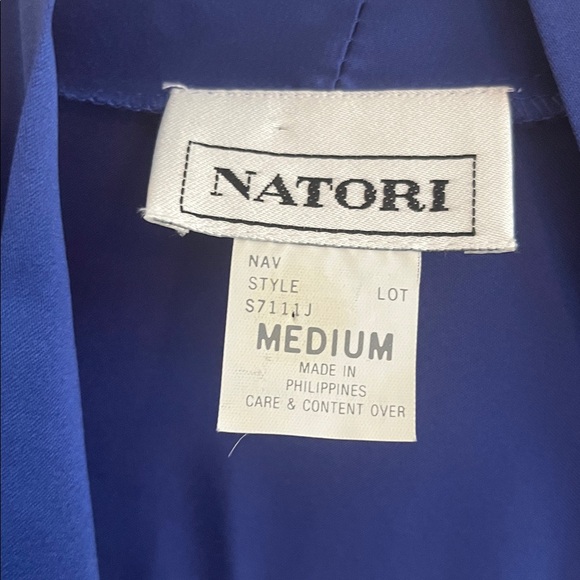 NATORI
NAV
STYLE LOT
S7111J
MEDIUM
MADE IN
PHILIPPINES
CARE & CONTENT OVER